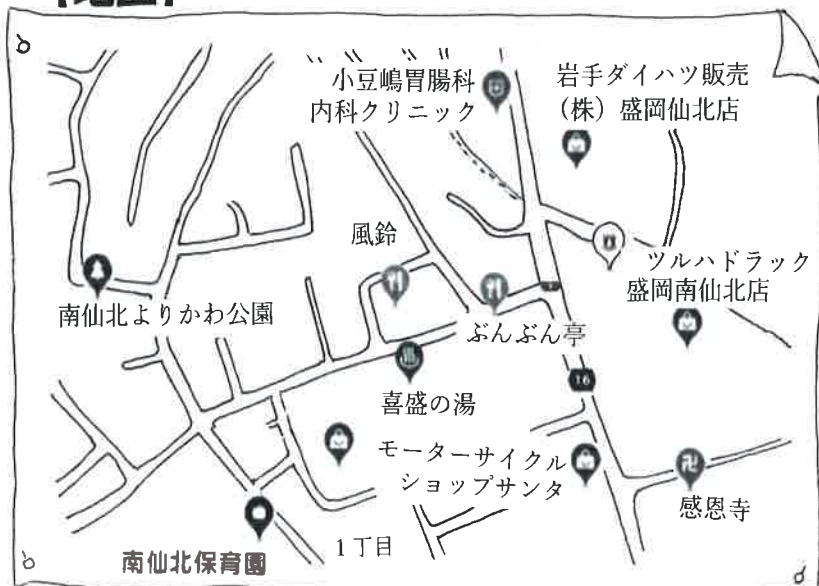 小豆嶋胃腸科
内科クリニック
岩手ダイハツ販売
（株）盛岡仙北店
風鈴
ツルハドラック
盛岡南仙北店
南仙北よりかわ公園
ぶんぶん亭
16
喜盛の湯
モーターサイクル
ショップサンタ
卍
感恩寺
1丁目
南仙北保育園